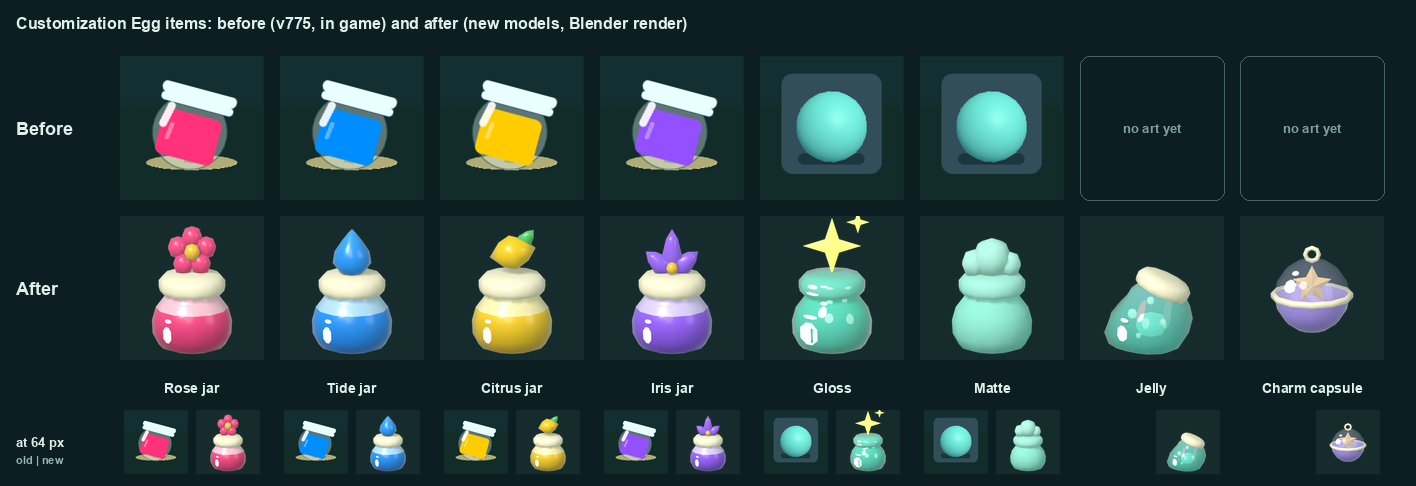 Customization Egg items: before (v775, in game) and after (new models, Blender render)
Before
no art yet
no art yet
After
Rose jar
Tide jar
Citrus jar
Iris jar
Gloss
Matte
Jelly
Charm capsule
at 64 px
old | new